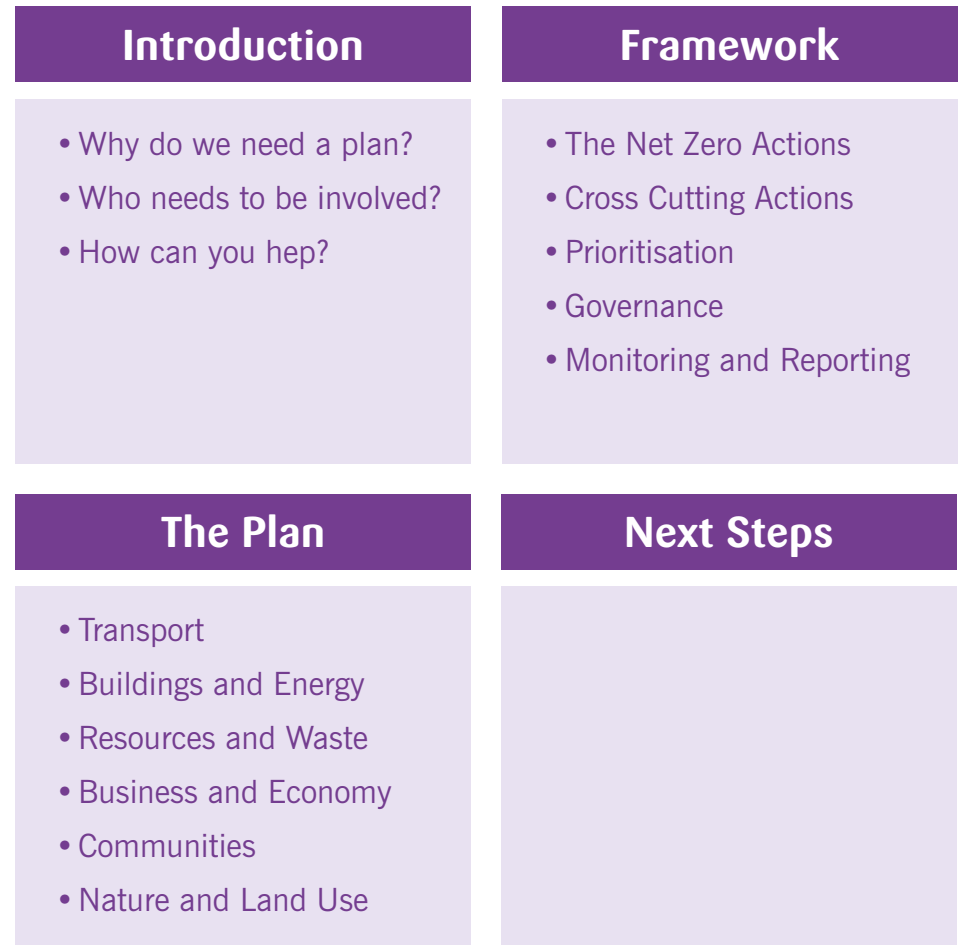 Introduction
• Why do we need a plan?
• Who needs to be involved?
• How can you hep?
Framework
• The Net Zero Actions
• Cross Cutting Actions
• Prioritisation
• Governance
• Monitoring and Reporting
The Plan
• Transport
• Buildings and Energy
• Resources and Waste
• Business and Economy
• Communities
• Nature and Land Use
Next Steps